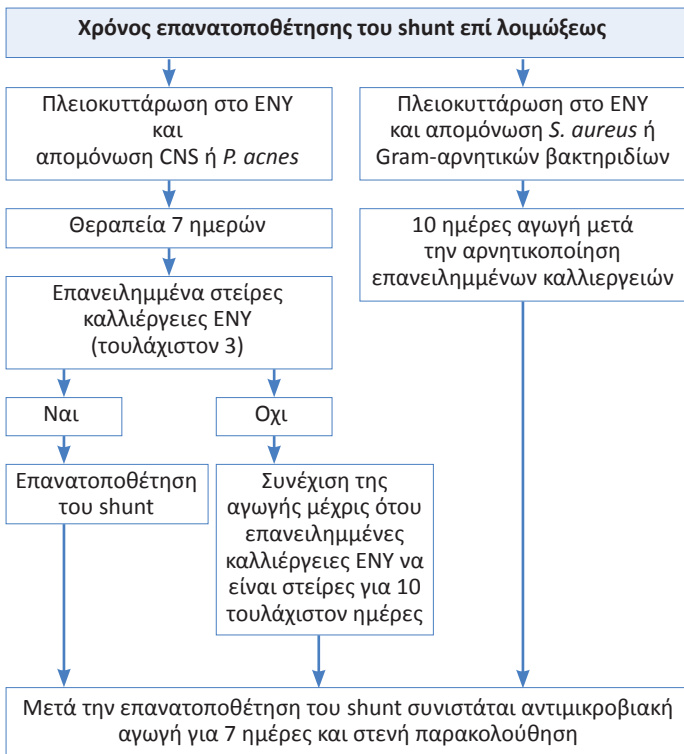 Χρόνος επανατοποθέτησης του shunt επί λοιμώξεως
Πλειοκυττάρωση στο ΕΝΥ
και
απομόνωση CNS ή P. acnes
Πλειοκυττάρωση στο ΕΝΥ
και απομόνωση S. aureus ή
Gram-αρνητικών βακτηριδίων
Θεραπεία 7 ημερών
10 ημέρες αγωγή μετά
την αρνητικοποίηση
επανειλημμένων καλλιεργειών
Επανειλημμένα στείρες
καλλιέργειες ΕΝΥ
(τουλάχιστον 3)
Ναι
Οχι
Επανατοποθέτηση
του shunt
Συνέχιση της
αγωγής μέχρις ότου
επανειλημμένες
καλλιέργειες ΕΝΥ να
είναι στείρες για 10
τουλάχιστον ημέρες
Μετά την επανατοποθέτηση του shunt συνιστάται αντιμικροβιακή
αγωγή για 7 ημέρες και στενή παρακολούθηση